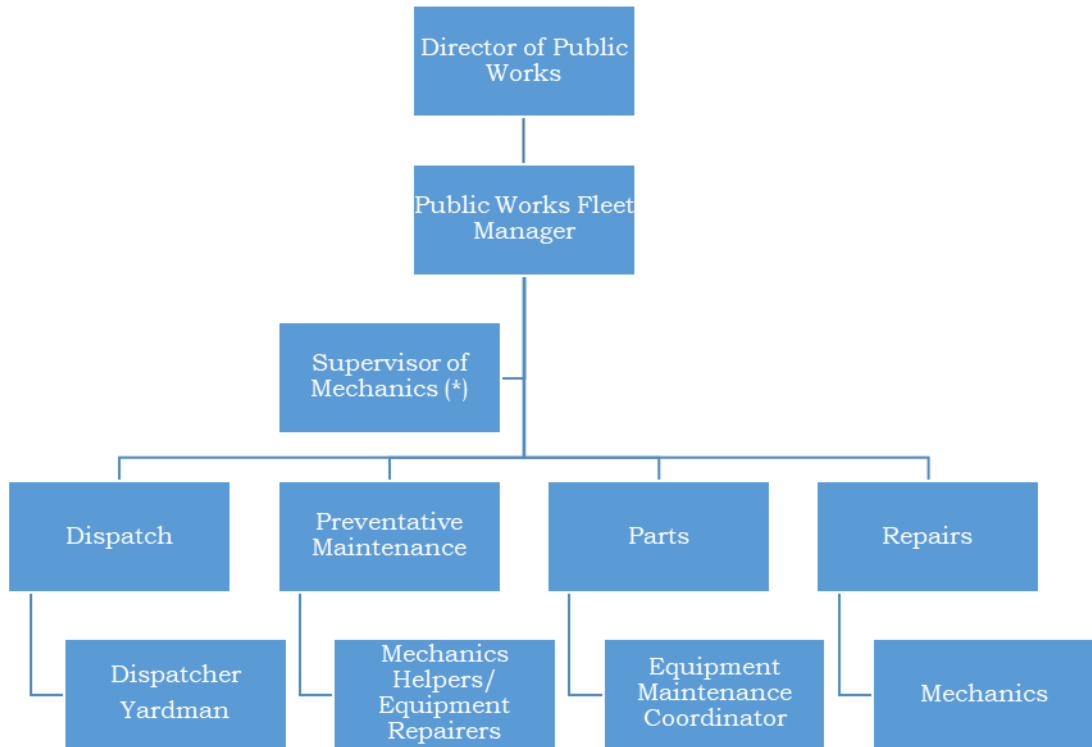 Director of Public
Works
Public Works Fleet
Manager
Supervisor of
Mechanics (*)
Dispatch
Preventative
Maintenance
Parts
Repairs
Dispatcher
Yardman
Mechanics
Helpers/
Equipment
Repairers
Equipment
Maintenance
Coordinator
Mechanics